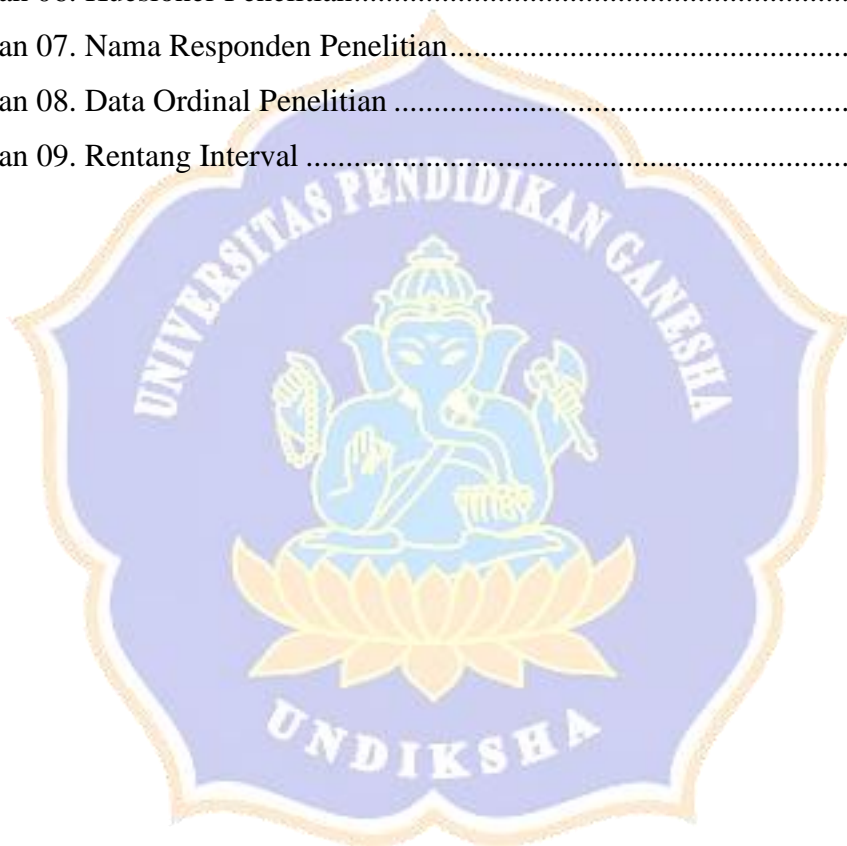 an 07. Nama Responden Penelitian
an 08. Data Ordinal Penelitian
an 09. Rentang Interval
UNIVERSITAS PENDIDIKAN GANESHA
UNDIKSHA